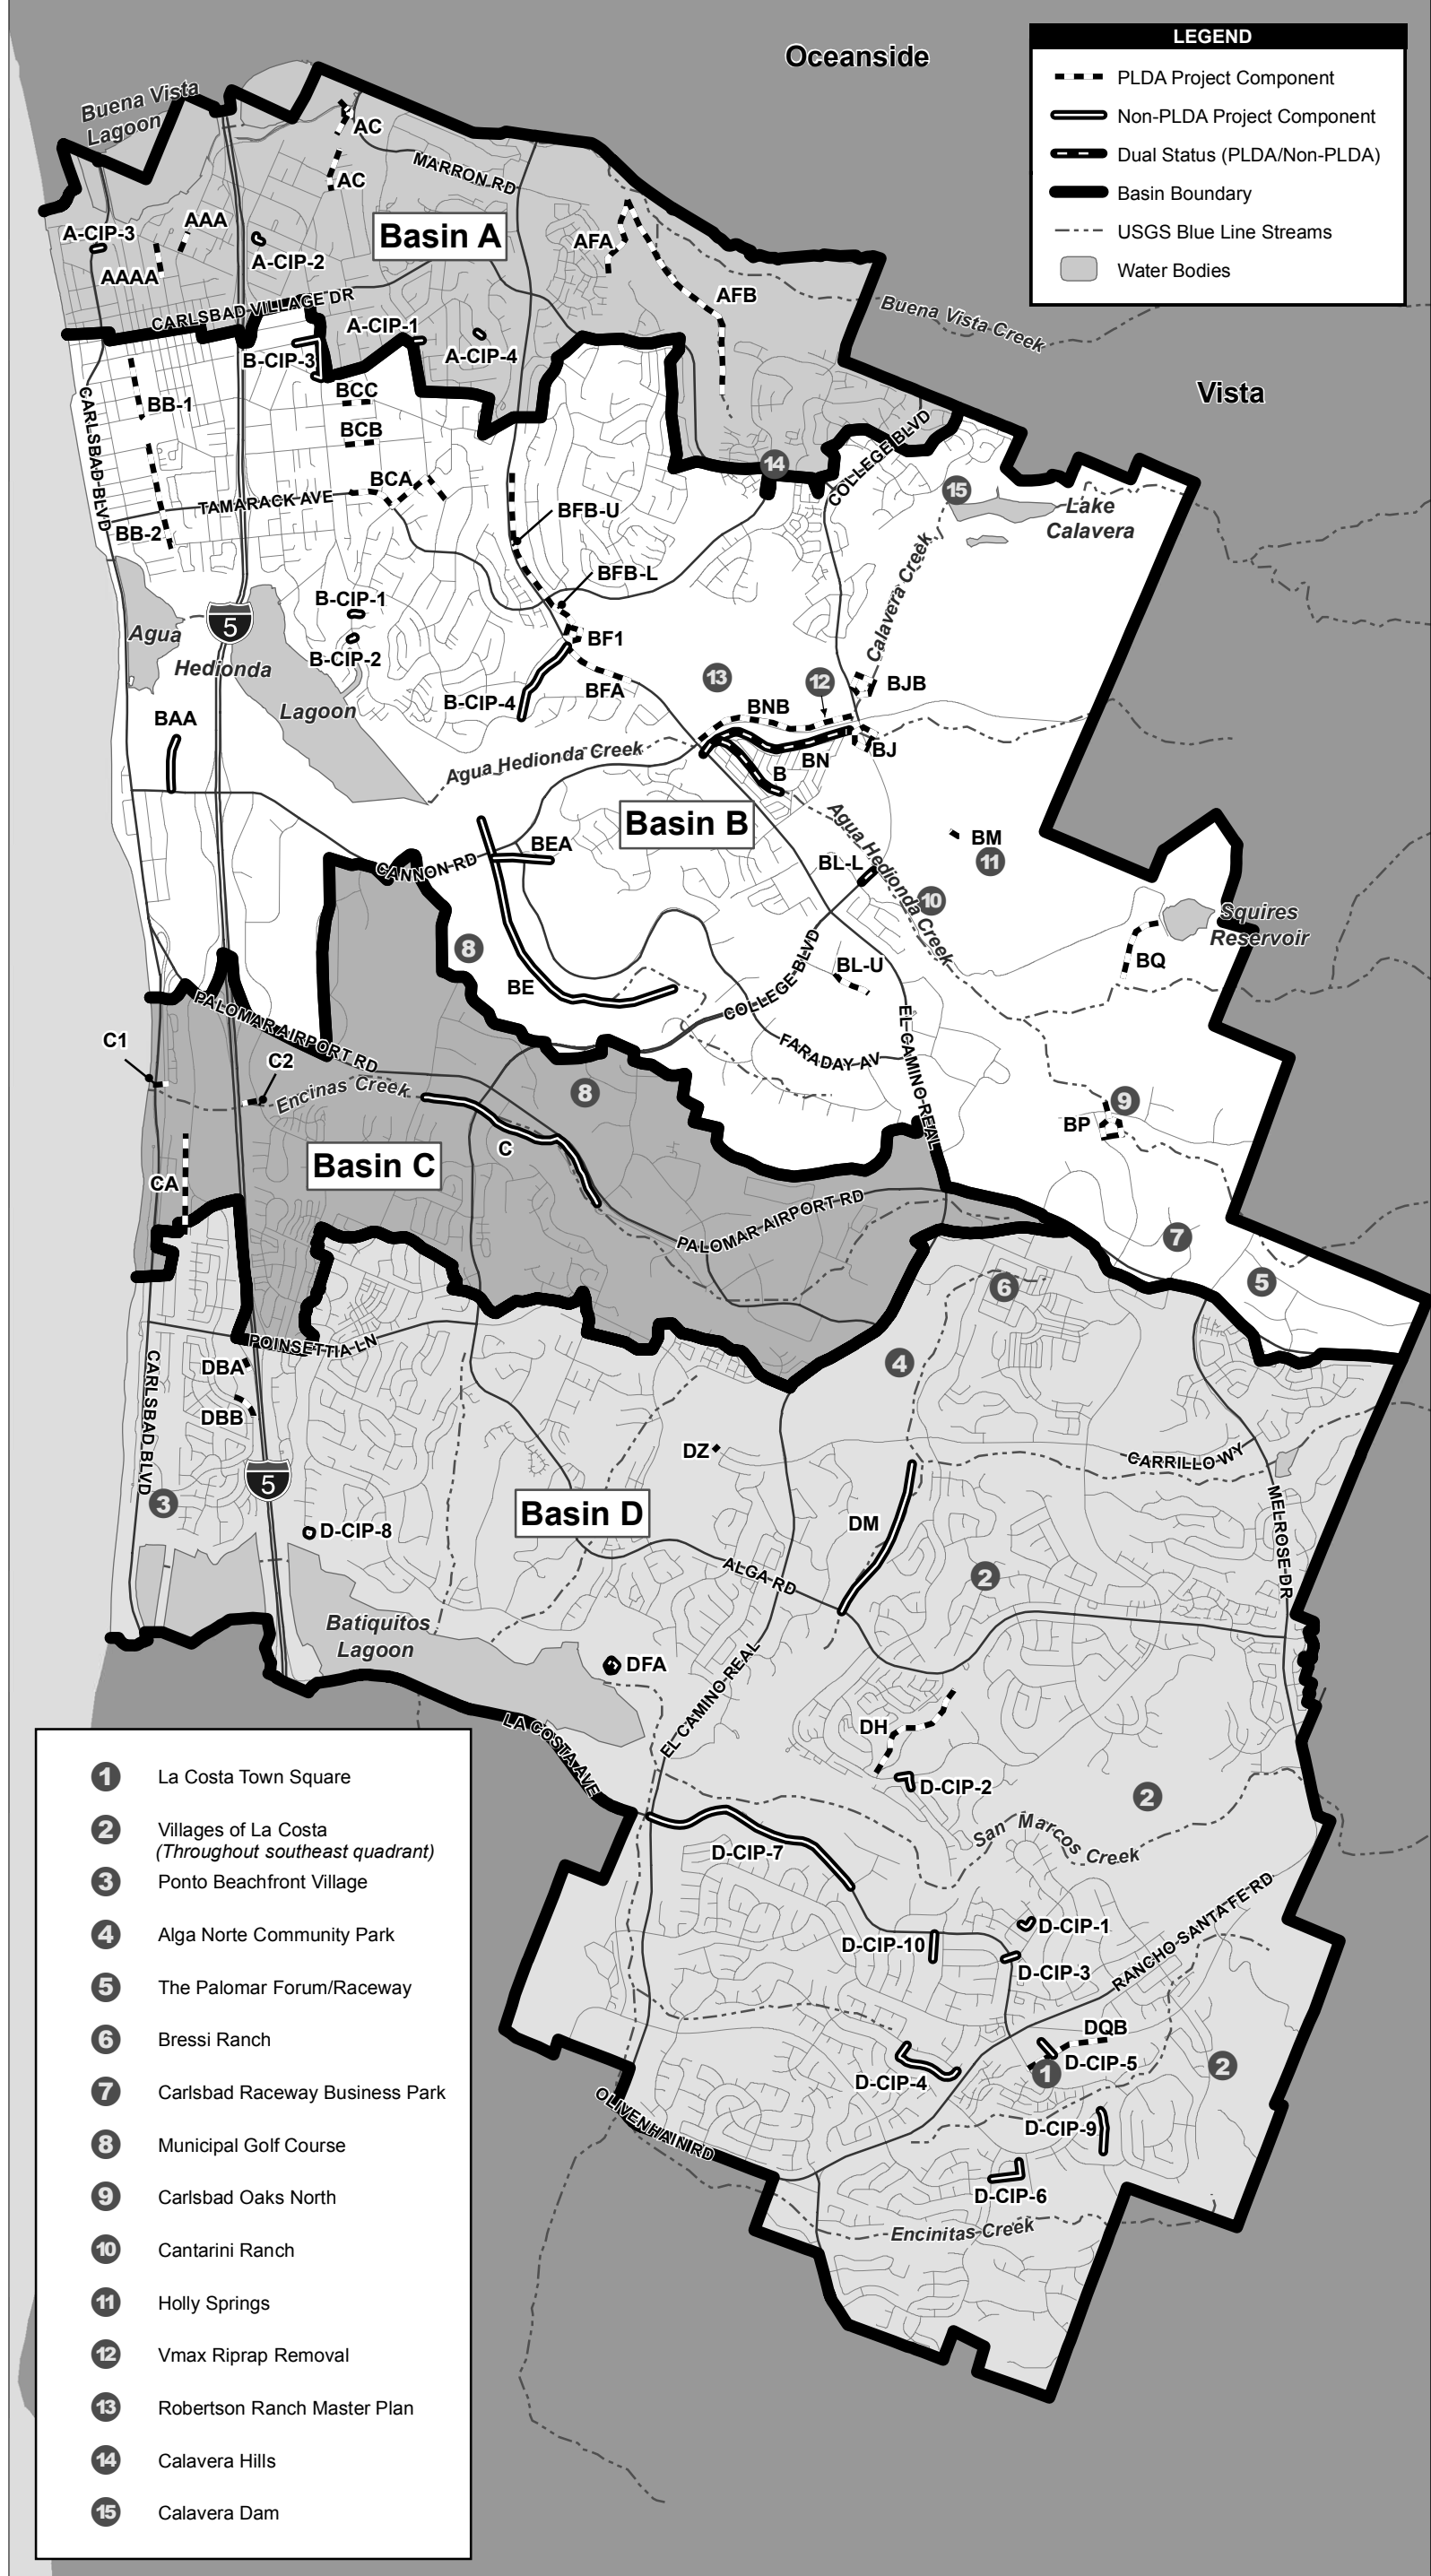 Oceanside
LEGEND
PLDA Project Component
Non-PLDA Project Component
Dual Status (PLDA/Non-PLDA)
Basin Boundary
USGS Blue Line Streams
Water Bodies
Buena Vista
Lagoon
AC
AC
MARRON RD
Basin A
AAA
A-CIP-3
A-CIP-2
AAAA
AFA
AFB
Buena Vista Creek
CARLSBAD VILLAGE DR
A-CIP-1
A-CIP-4
B-CIP-3
Vista
BCC
BB-1
CARLSBAD BLVD
BCB
COLLEGE BLVD
14
BCA
15
TAMARACK AVE
BFB-U
Lake
Calavera
BB-2
BFB-L
Calavera Creek
B-CIP-1
5
Agua
Hedionda
Lagoon
BF1
B-CIP-2
13
12
BJB
BFA
B-CIP-4
BNB
BAA
BJ
BN
B
Agua Hedionda Creek
Basin B
Agua Hedionda Creek
BM
11
BEA
CANNON RD
BL-L
10
Squires
Reservoir
8
BL-U
BQ
BE
COLLEGE BLVD
PALOMAR AIRPORT RD
EL CAMINO REAL
FARADAY AV
C1
C2
Encinas Creek
8
9
BP
C
Basin C
CA
PALOMAR AIRPORT RD
7
5
6
POINSETTIA LN
4
DBA
DBB
CARLSBAD BLVD
DZ
CARRILLO WY
5
3
Basin D
MELROSE DR
D-CIP-8
DM
ALGA RD
2
Batiquitos
Lagoon
DFA
EL CAMINO REAL
DH
LA COSTA AVE
D-CIP-2
2
San Marcos Creek
D-CIP-7
RANCHO SANTA FE RD
D-CIP-1
D-CIP-10
D-CIP-3
DQB
D-CIP-5
1
2
D-CIP-4
OLIVENHAIN RD
D-CIP-9
D-CIP-6
Encinitas Creek
1 La Costa Town Square
2 Villages of La Costa
(Throughout southeast quadrant)
3 Ponto Beachfront Village
4 Alga Norte Community Park
5 The Palomar Forum/Raceway
6 Bressi Ranch
7 Carlsbad Raceway Business Park
8 Municipal Golf Course
9 Carlsbad Oaks North
10 Cantarini Ranch
11 Holly Springs
12 Vmax Riprap Removal
13 Robertson Ranch Master Plan
14 Calavera Hills
15 Calavera Dam